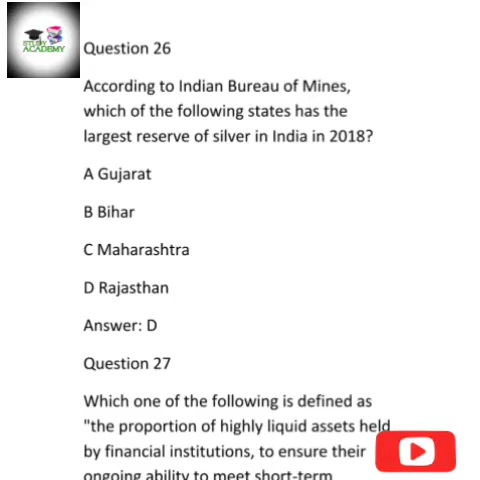 STUDY
ACADEMY
Question 26
According to Indian Bureau of Mines,
which of the following states has the
largest reserve of silver in India in 2018?
A Gujarat
B Bihar
C Maharashtra
D Rajasthan
Answer: D
Question 27
Which one of the following is defined as
"the proportion of highly liquid assets held
by financial institutions, to ensure their
ongoing ability to meet short-term